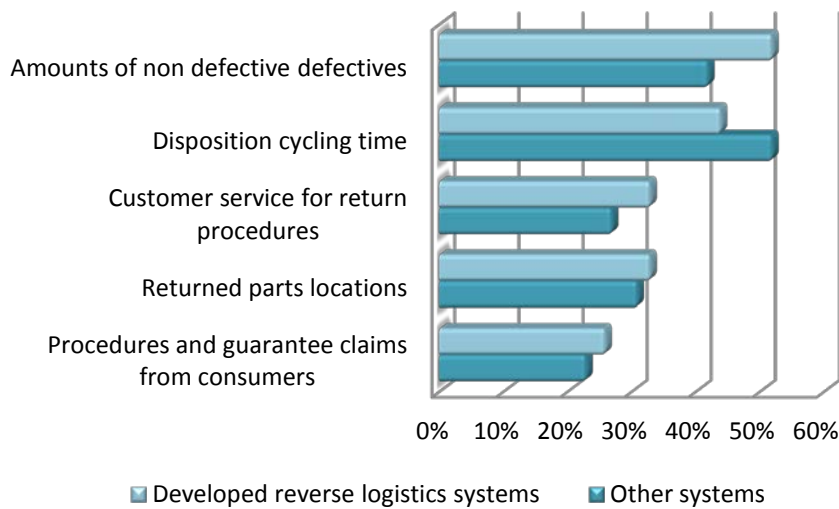 Amounts of non defective defectives
Disposition cycling time
Customer service for return
procedures
Returned parts locations
Procedures and guarantee claims
from consumers
0% 10% 20% 30% 40% 50% 60%
Developed reverse logistics systems Other systems